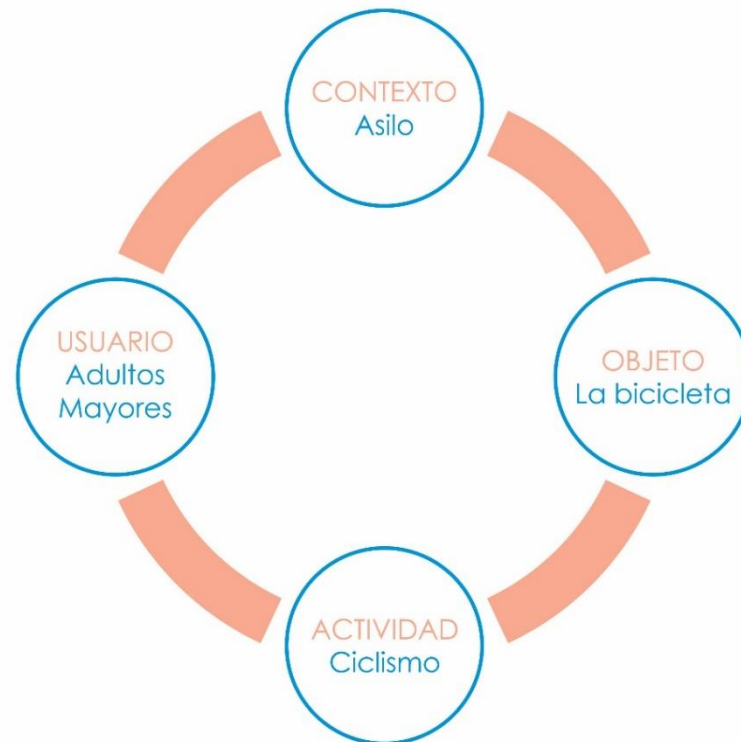 CONTEXTO
Asilo
USUARIO
Adultos
Mayores
OBJETO
La bicicleta
ACTIVIDAD
Ciclismo